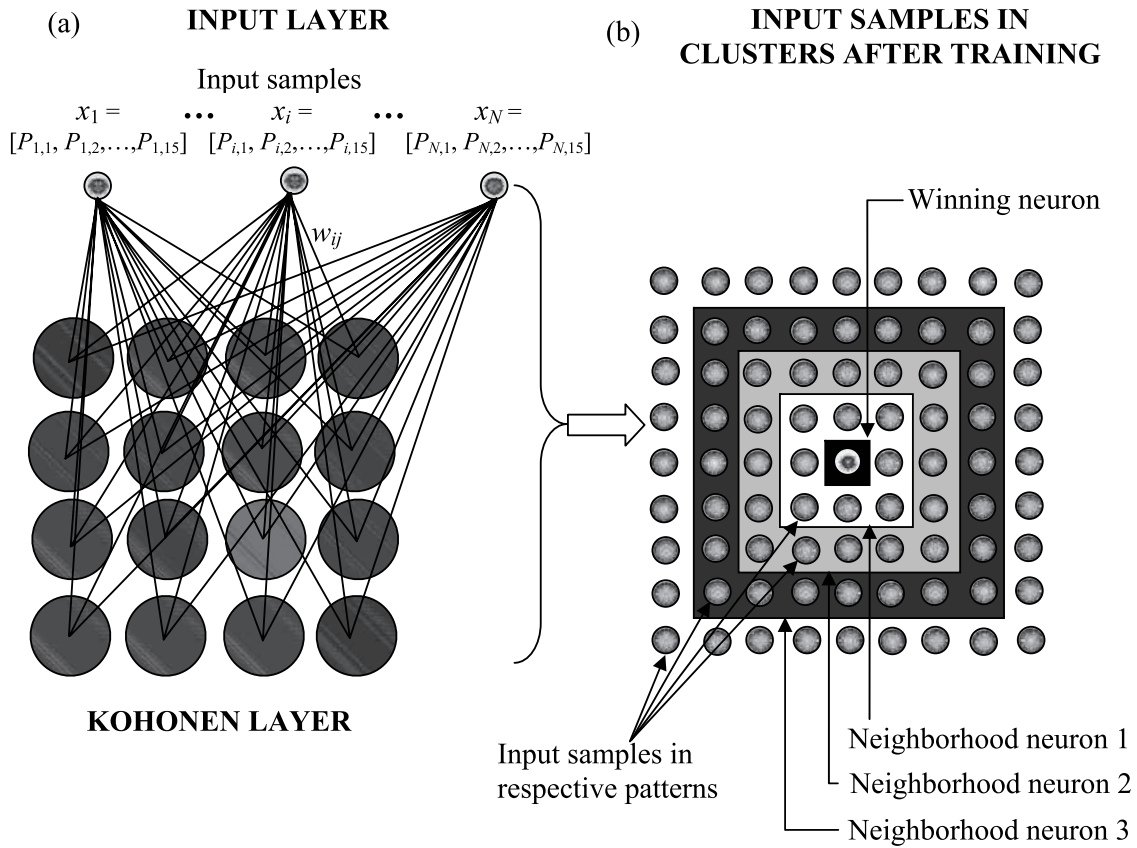 (a)
INPUT LAYER
Input samples
x1 = ... xi = ... xN =
[P1,1, P1,2,…,P1,15] [Pi,1, Pi,2,…,Pi,15] [PN,1, PN,2,…,PN,15]
wij
KOHONEN LAYER
(b)
INPUT SAMPLES IN
CLUSTERS AFTER TRAINING
Winning neuron
Input samples in
respective patterns
Neighborhood neuron 1
Neighborhood neuron 2
Neighborhood neuron 3